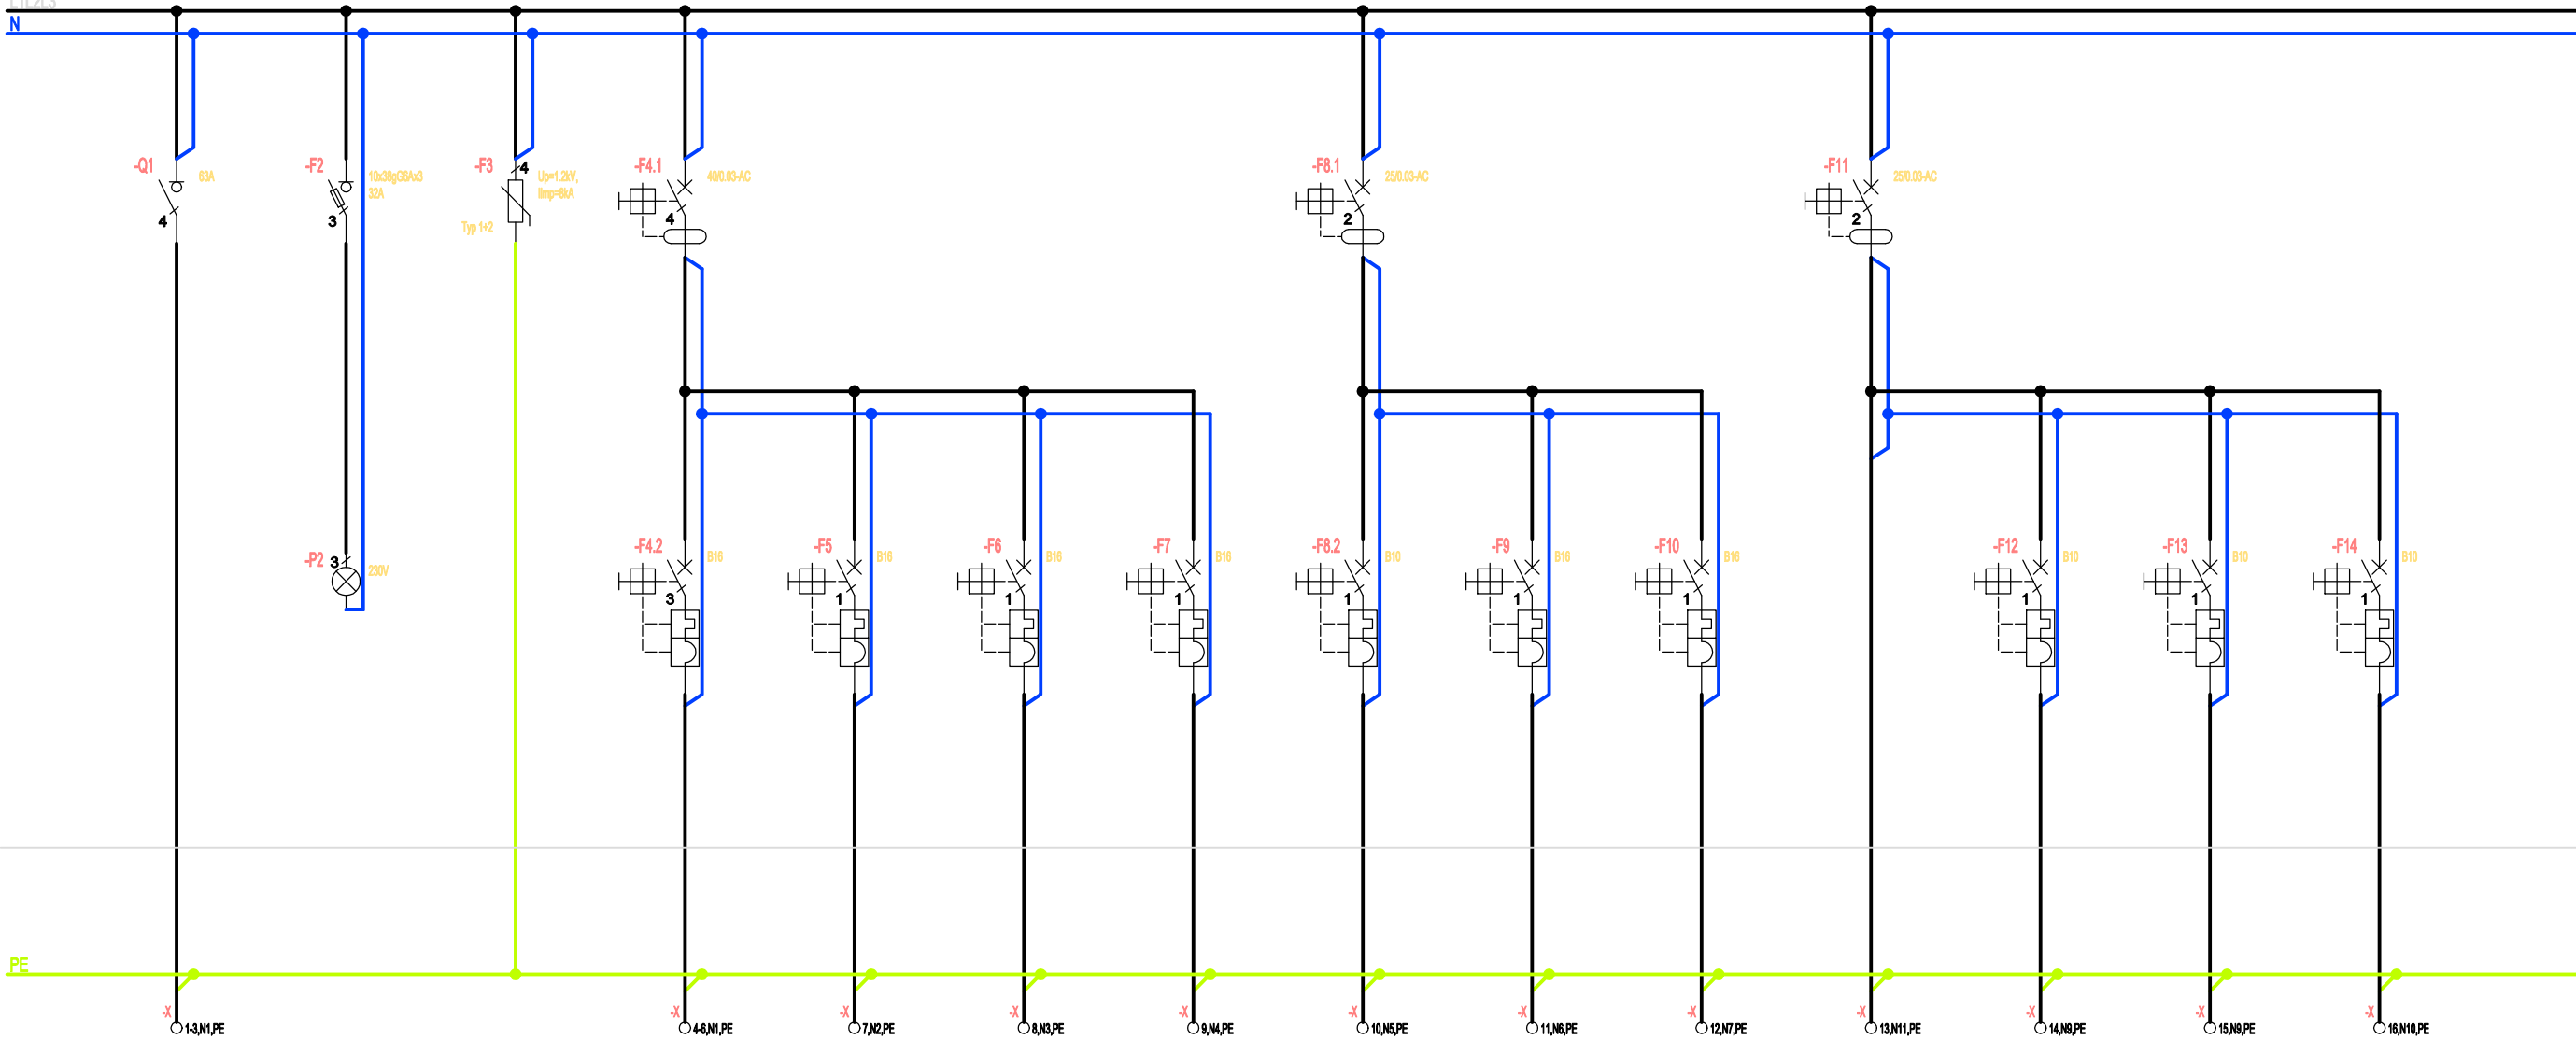 L1L2L3
N
-Q1
63A
4
-F2
10x38gG6Ax3
32A
3
-F3
4
Up=1.2kV,
Iimp=8kA
Typ 1+2
-F4.1
40/0.03-AC
4
-F8.1
25/0.03-AC
2
-F11
25/0.03-AC
2
-P2
3
230V
-F4.2
B16
3
-F5
B16
1
-F6
B16
1
-F7
B16
1
-F8.2
B10
1
-F9
B16
1
-F10
B16
1
-F12
B10
1
-F13
B10
1
-F14
B10
1
PE
-X
1-3,N1,PE
-X
4-6,N1,PE
-X
7,N2,PE
-X
8,N3,PE
-X
9,N4,PE
-X
10,N5,PE
-X
11,N6,PE
-X
12,N7,PE
-X
13,N11,PE
-X
14,N9,PE
-X
15,N9,PE
-X
16,N10,PE